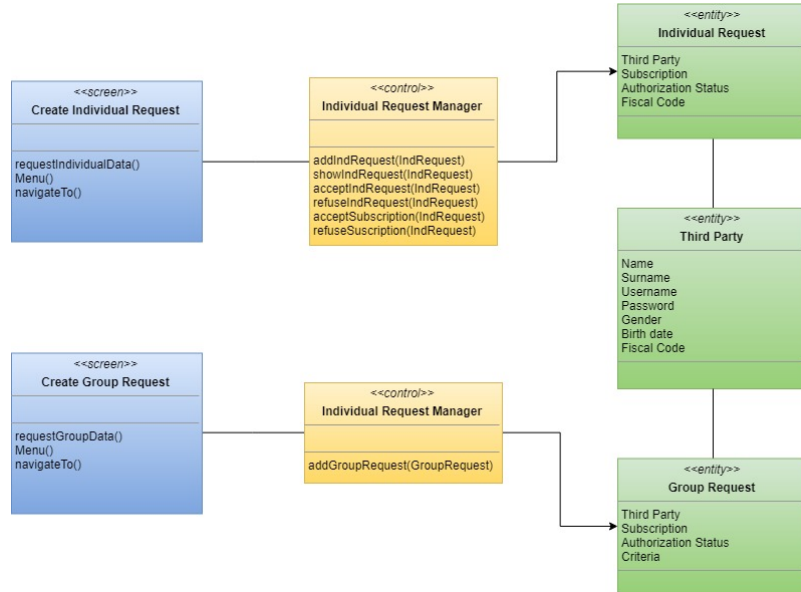 <<entity>>
Individual Request
Third Party
Subscription
Authorization Status
Fiscal Code
<<screen>>
Create Individual Request
requestIndividualData()
Menu()
navigateTo()
<<control>>
Individual Request Manager
addIndRequest(IndRequest)
showIndRequest(IndRequest)
acceptIndRequest(IndRequest)
refuseIndRequest(IndRequest)
acceptSubscription(IndRequest)
refuseSuscription(IndRequest)
<<entity>>
Third Party
Name
Surname
Username
Password
Gender
Birth date
Fiscal Code
<<screen>>
Create Group Request
requestGroupData()
Menu()
navigateTo()
<<control>>
Individual Request Manager
addGroupRequest(GroupRequest)
<<entity>>
Group Request
Third Party
Subscription
Authorization Status
Criteria